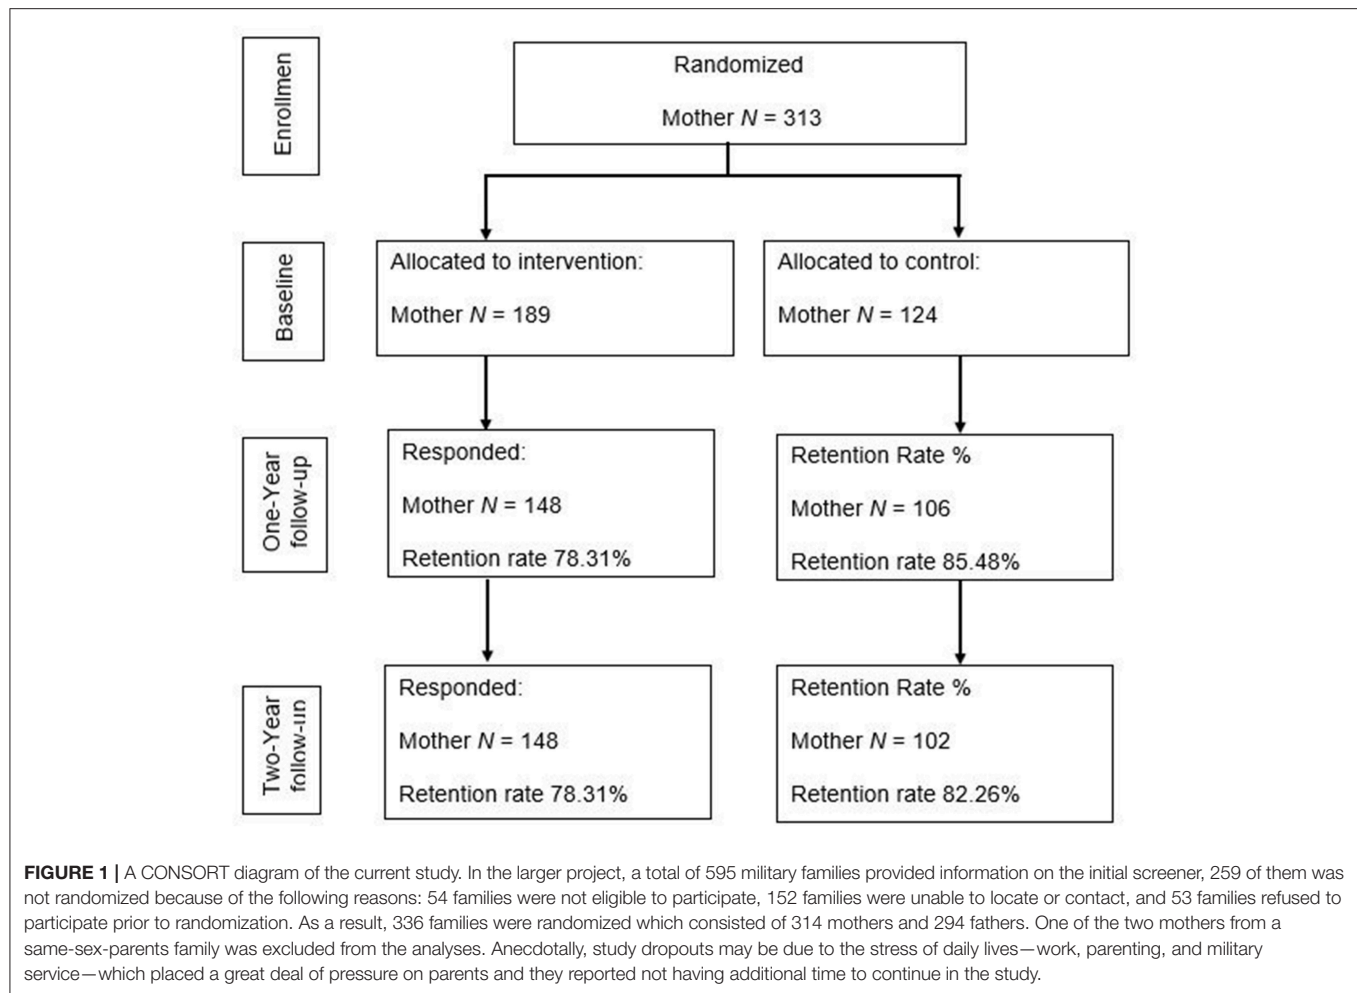 Enrollmen
Randomized
Mother N = 313
Baseline
Allocated to intervention:
Mother N = 189
Allocated to control:
Mother N = 124
One-Year
follow-up
Responded:
Mother N = 148
Retention rate 78.31%
Retention Rate %
Mother N = 106
Retention rate 85.48%
Two-Year
follow-up
Responded:
Mother N = 148
Retention rate 78.31%
Retention Rate %
Mother N = 102
Retention rate 82.26%
FIGURE 1 | A CONSORT diagram of the current study. In the larger project, a total of 595 military families provided information on the initial screener, 259 of them was
not randomized because of the following reasons: 54 families were not eligible to participate, 152 families were unable to locate or contact, and 53 families refused to
participate prior to randomization. As a result, 336 families were randomized which consisted of 314 mothers and 294 fathers. One of the two mothers from a
same-sex-parents family was excluded from the analyses. Anecdotally, study dropouts may be due to the stress of daily lives—work, parenting, and military
service—which placed a great deal of pressure on parents and they reported not having additional time to continue in the study.